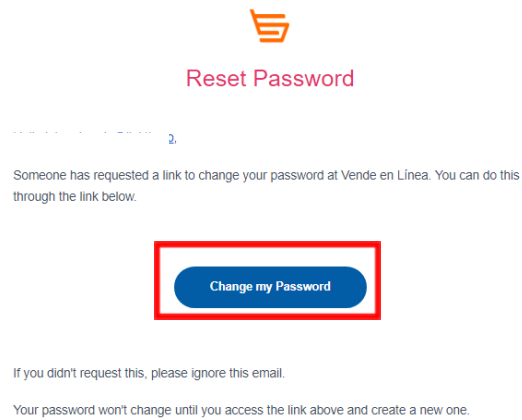 Reset Password
Someone has requested a link to change your password at Vende en Línea. You can do this
through the link below.
Change my Password
If you didn't request this, please ignore this email.
Your password won't change until you access the link above and create a new one.